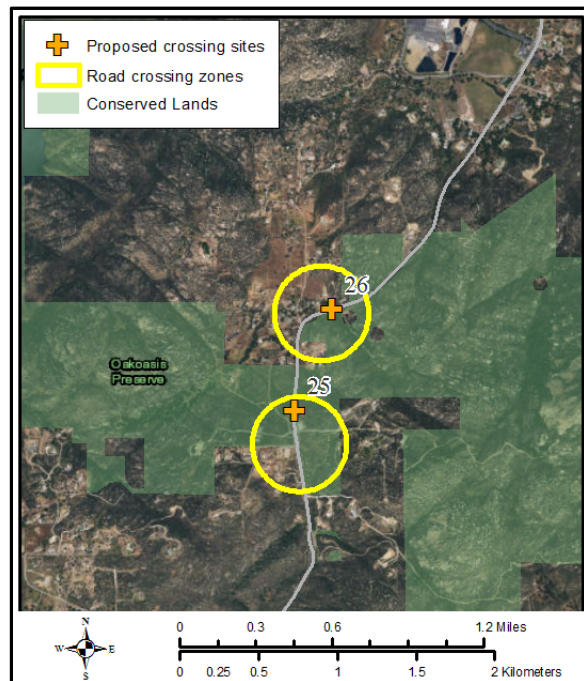 Proposed crossing sites
Road crossing zones
Conserved Lands
26
Oakoasis
Preserve
25
N
W E
S
0 0.3 0.6 1.2 Miles
0 0.25 0.5 1 1.5 2 Kilometers